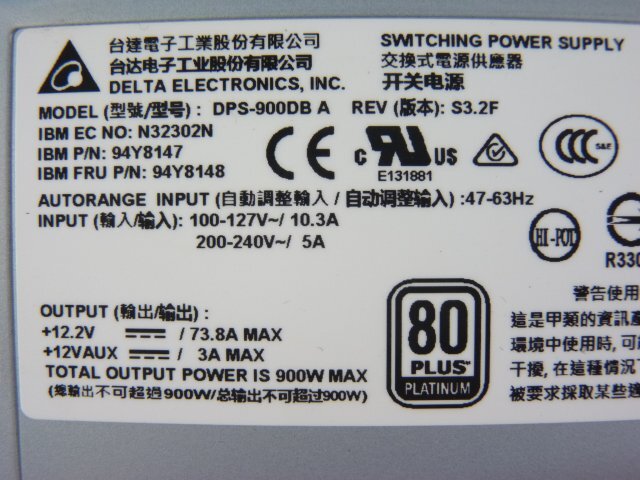 台達電子工業股份有限公司
台达电子工业股份有限公司
DELTA ELECTRONICS, INC.
SWITCHING POWER SUPPLY
交換式電源供應器
开关电源
MODEL (型號/型号) : DPS-900DB A REV (版本): S3.2F
IBM EC NO: N32302N
IBM P/N: 94Y8147
IBM FRU P/N: 94Y8148
CE
c UR US
E131881
CCC S&E
AUTORANGE INPUT (自動調整輸入 / 自动调整输入) :47-63Hz
INPUT (輸入/输入): 100-127V~/ 10.3A
200-240V~/ 5A
HI-POT
R330
OUTPUT (輸出/输出) :
+12.2V / 73.8A MAX
+12VAUX / 3A MAX
TOTAL OUTPUT POWER IS 900W MAX
(總輸出不可超過900W/总输出不可超过900W)
80
PLUS
PLATINUM
警告使用
這是甲類的資訊產
環境中使用時, 可
干擾, 在這種情況
被要求採取某些